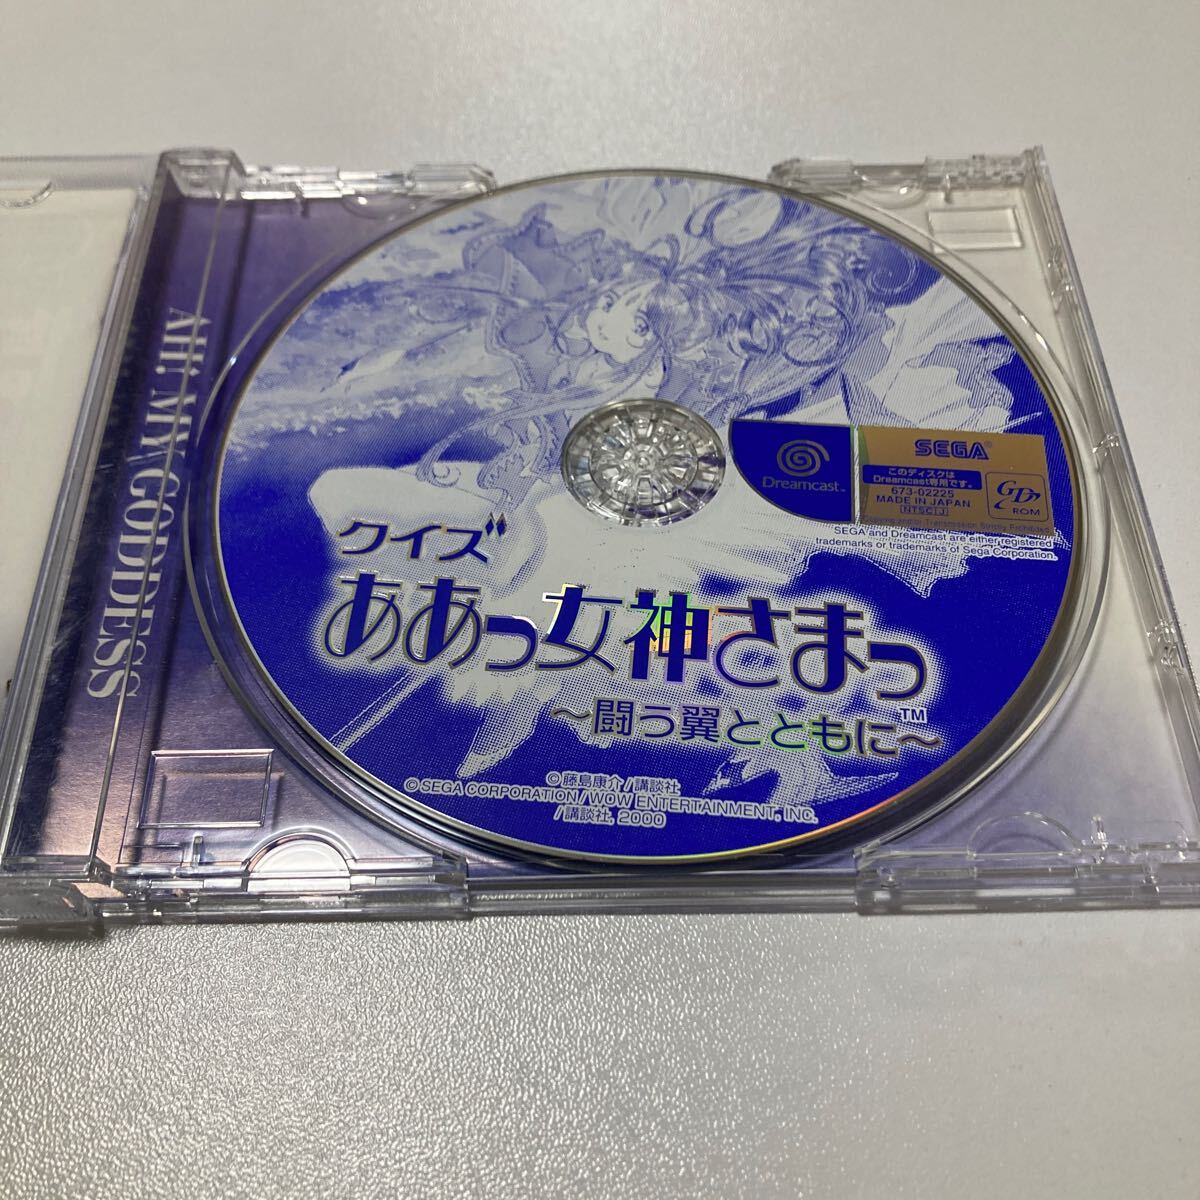 AH! MY GODDESS
Dreamcast™
SEGA®
このディスクは
Dreamcast専用です。
673-02225
MADE IN JAPAN
NTSC J
GD
ROM
SEGA and Dreamcast are either registered
trademarks or trademarks of Sega Corporation.
クイズ
ああっ女神さまっ
～闘う翼とともに～™
©藤島康介/講談社
©SEGA CORPORATION/WOW ENTERTAINMENT, INC.
/講談社, 2000